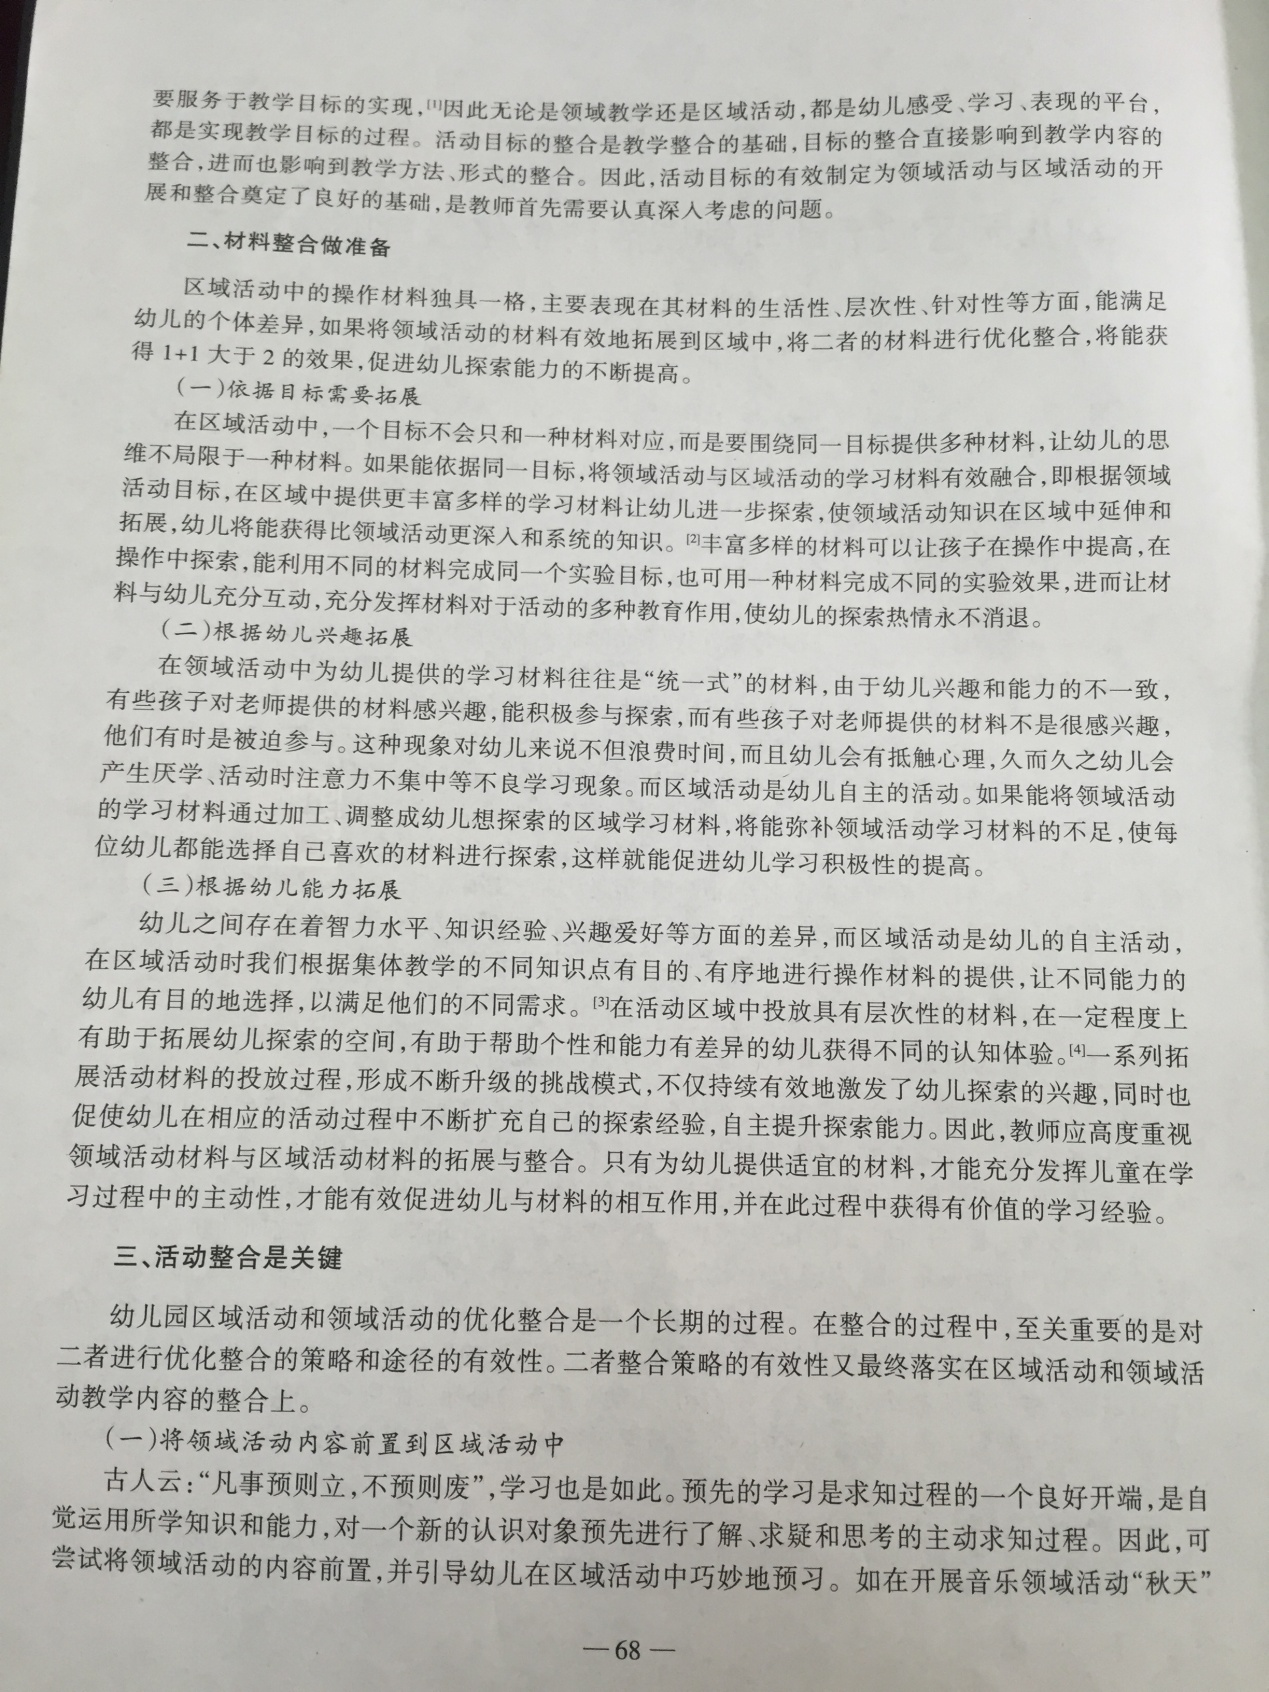 要服务于教学目标的实现,[1]因此无论是领域教学还是区域活动,都是幼儿感受、学习、表现的平台,
都是实现教学目标的过程。活动目标的整合是教学整合的基础,目标的整合直接影响到教学内容的
整合,进而也影响到教学方法、形式的整合。因此,活动目标的有效制定为领域活动与区域活动的开
展和整合奠定了良好的基础,是教师首先需要认真深入考虑的问题。
二、材料整合做准备
区域活动中的操作材料独具一格,主要表现在其材料的生活性、层次性、针对性等方面,能满足
幼儿的个体差异,如果将领域活动的材料有效地拓展到区域中,将二者的材料进行优化整合,将能获
得 1+1 大于 2 的效果,促进幼儿探索能力的不断提高。
(一)依据目标需要拓展
在区域活动中,一个目标不会只和一种材料对应,而是要围绕同一目标提供多种材料,让幼儿的思
维不局限于一种材料。如果能依据同一目标,将领域活动与区域活动的学习材料有效融合,即根据领域
活动目标,在区域中提供更丰富多样的学习材料让幼儿进一步探索,使领域活动知识在区域中延伸和
拓展,幼儿将能获得比领域活动更深入和系统的知识。[2]丰富多样的材料可以让孩子在操作中提高,在
操作中探索,能利用不同的材料完成同一个实验目标,也可用一种材料完成不同的实验效果,进而让材
料与幼儿充分互动,充分发挥材料对于活动的多种教育作用,使幼儿的探索热情永不消退。
(二)根据幼儿兴趣拓展
在领域活动中为幼儿提供的学习材料往往是“统一式”的材料,由于幼儿兴趣和能力的不一致,
有些孩子对老师提供的材料感兴趣,能积极参与探索,而有些孩子对老师提供的材料不是很感兴趣,
他们有时是被迫参与。这种现象对幼儿来说不但浪费时间,而且幼儿会有抵触心理,久而久之幼儿会
产生厌学、活动时注意力不集中等不良学习现象。而区域活动是幼儿自主的活动。如果能将领域活动
的学习材料通过加工、调整成幼儿想探索的区域学习材料,将能弥补领域活动学习材料的不足,使每
位幼儿都能选择自己喜欢的材料进行探索,这样就能促进幼儿学习积极性的提高。
(三)根据幼儿能力拓展
幼儿之间存在着智力水平、知识经验、兴趣爱好等方面的差异,而区域活动是幼儿的自主活动,
在区域活动时我们根据集体教学的不同知识点有目的、有序地进行操作材料的提供,让不同能力的
幼儿有目的地选择,以满足他们的不同需求。[3]在活动区域中投放具有层次性的材料,在一定程度上
有助于拓展幼儿探索的空间,有助于帮助个性和能力有差异的幼儿获得不同的认知体验。[4]一系列拓
展活动材料的投放过程,形成不断升级的挑战模式,不仅持续有效地激发了幼儿探索的兴趣,同时也
促使幼儿在相应的活动过程中不断扩充自己的探索经验,自主提升探索能力。因此,教师应高度重视
领域活动材料与区域活动材料的拓展与整合。只有为幼儿提供适宜的材料,才能充分发挥儿童在学
习过程中的主动性,才能有效促进幼儿与材料的相互作用,并在此过程中获得有价值的学习经验。
三、活动整合是关键
幼儿园区域活动和领域活动的优化整合是一个长期的过程。在整合的过程中,至关重要的是对
二者进行优化整合的策略和途径的有效性。二者整合策略的有效性又最终落实在区域活动和领域活
动教学内容的整合上。
(一)将领域活动内容前置到区域活动中
古人云:“凡事预则立,不预则废”,学习也是如此。预先的学习是求知过程的一个良好开端,是自
觉运用所学知识和能力,对一个新的认识对象预先进行了解、求疑和思考的主动求知过程。因此,可
尝试将领域活动的内容前置,并引导幼儿在区域活动中巧妙地预习。如在开展音乐领域活动“秋天”
— 68 —